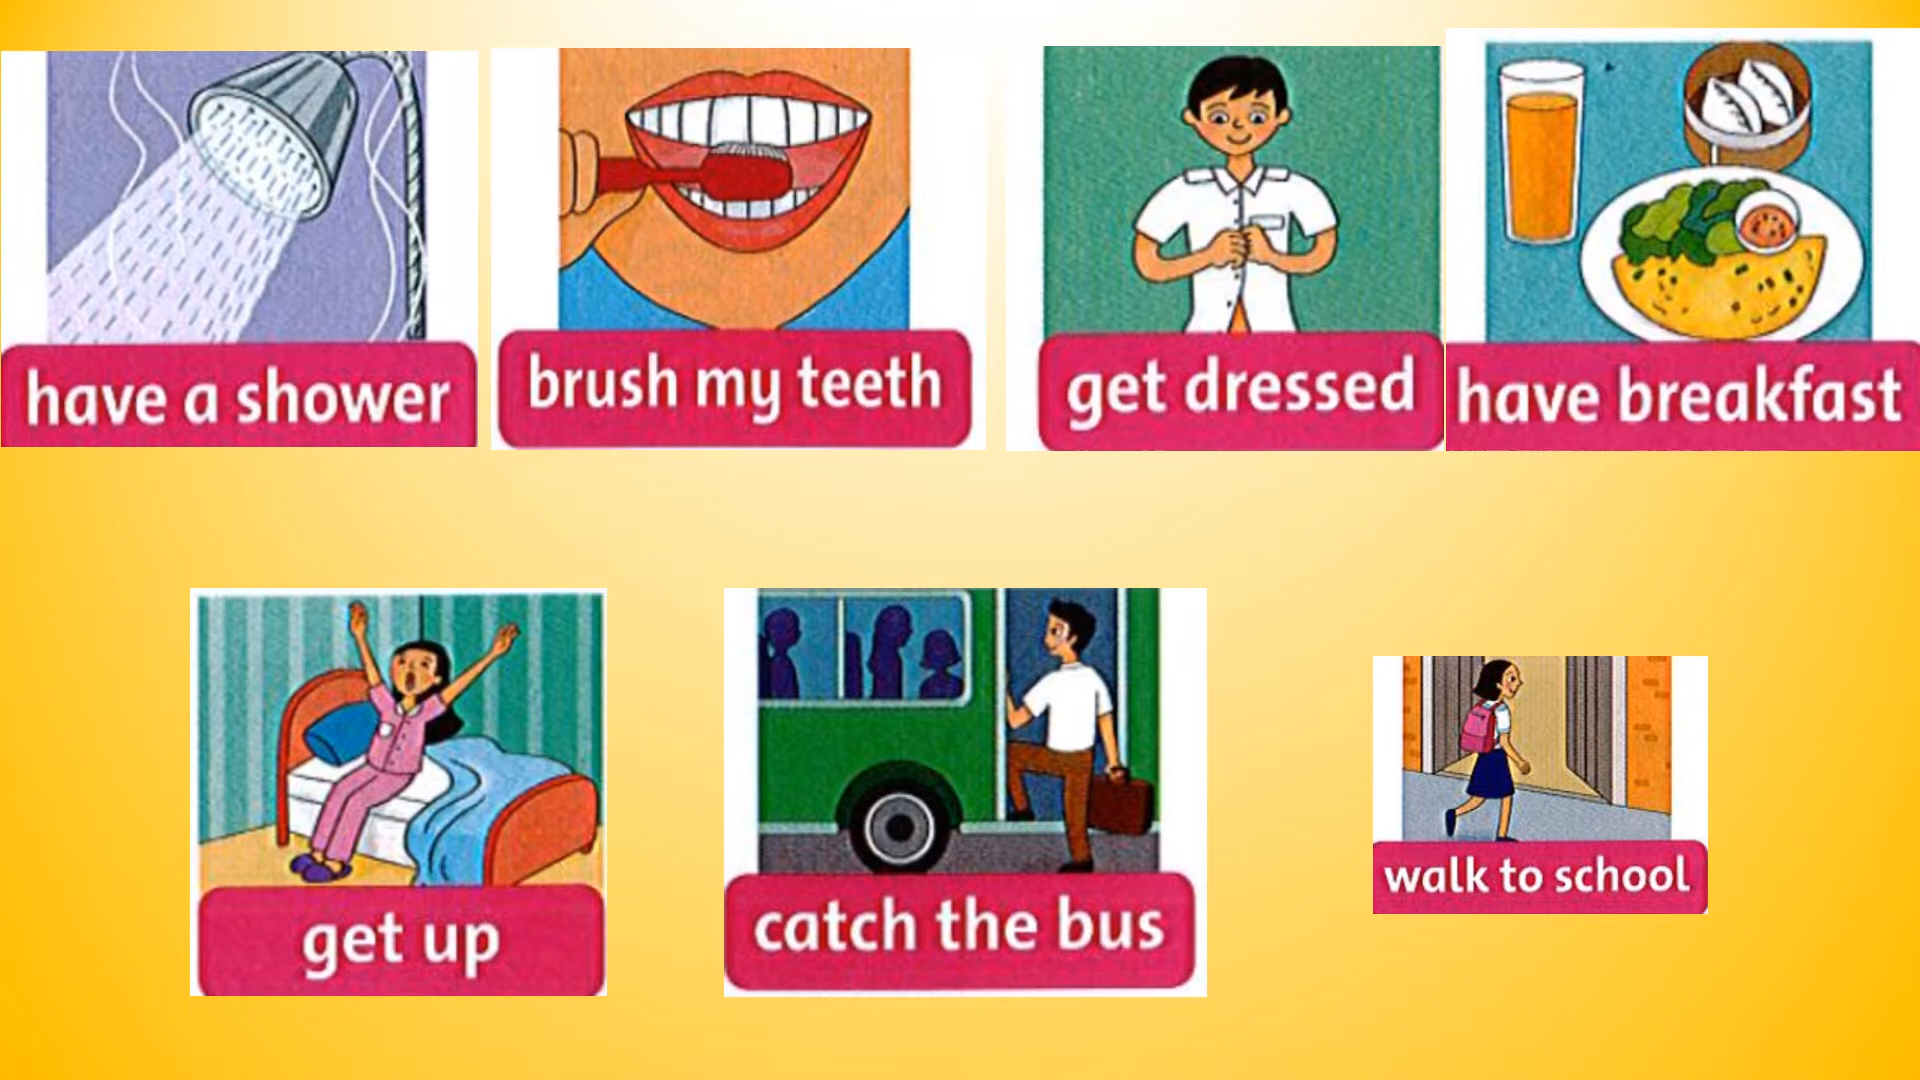 have a shower
brush my teeth
get dressed
have breakfast
get up
catch the bus
walk to school